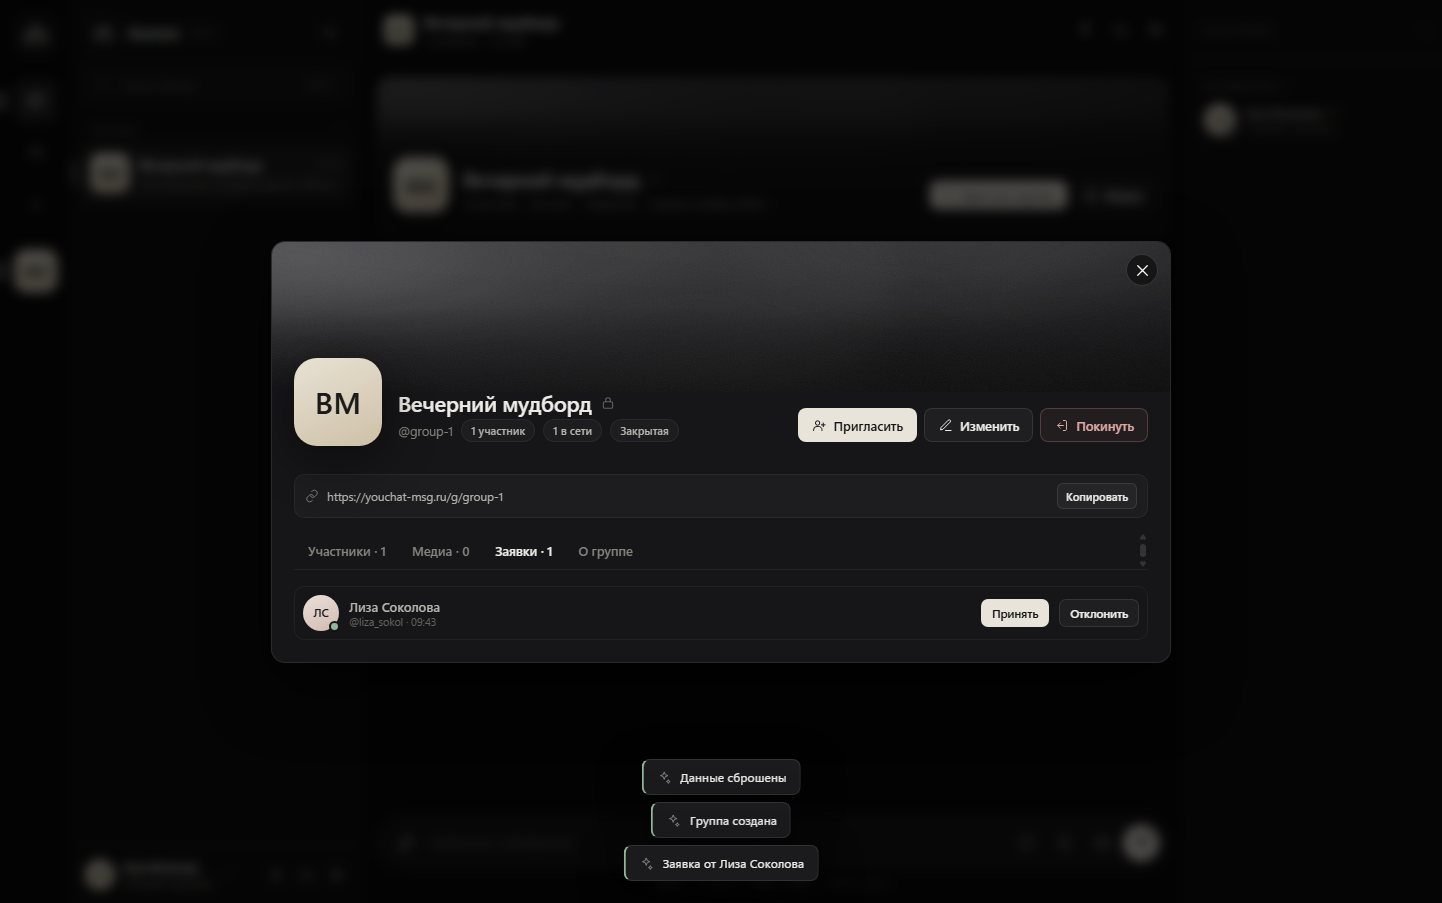 ВМ
Вечерний мудборд
@group-1 1 участник 1 в сети Закрытая
Пригласить Изменить Покинуть
https://youchat-msg.ru/g/group-1 Копировать
Участники · 1 Медиа · 0 Заявки · 1 О группе
ЛС
Лиза Соколова
@liza_sokol · 09:43
Принять Отклонить
Данные сброшены
Группа создана
Заявка от Лиза Соколова